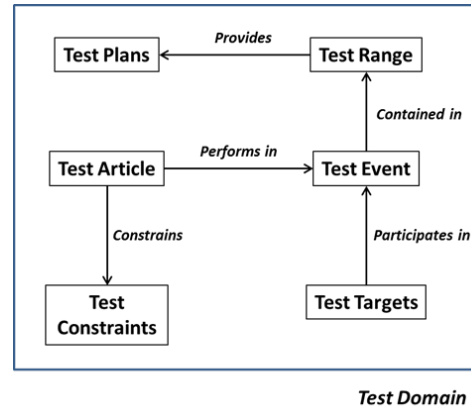 Provides
Test Plans
Test Range
Contained in
Performs in
Test Article
Test Event
Constrains
Participates in
Test
Constraints
Test Targets
Test Domain